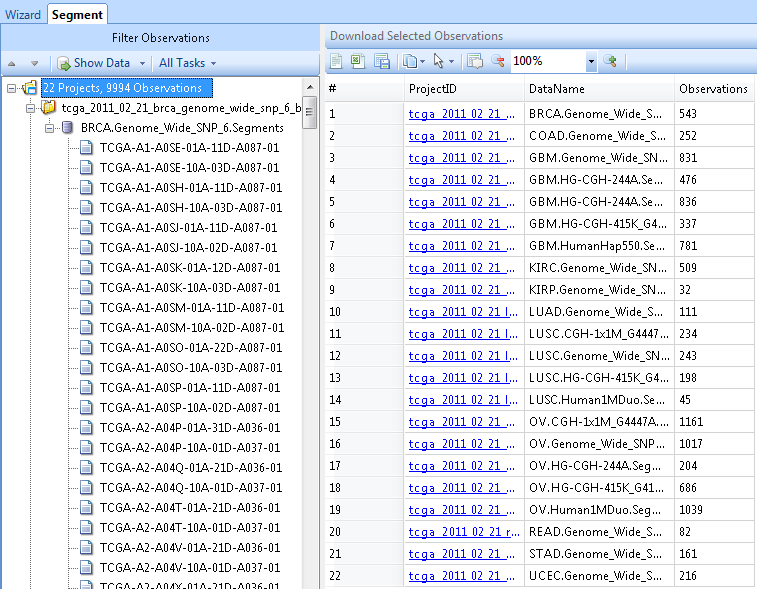 Wizard Segment
Filter Observations
Show Data All Tasks
22 Projects, 9994 Observations
tcga_2011_02_21_brca_genome_wide_snp_6_b
BRCA.Genome_Wide_SNP_6.Segments
TCGA-A1-A0SE-01A-11D-A087-01
TCGA-A1-A0SE-10A-03D-A087-01
TCGA-A1-A0SH-01A-11D-A087-01
TCGA-A1-A0SH-10A-03D-A087-01
TCGA-A1-A0SJ-01A-11D-A087-01
TCGA-A1-A0SJ-10A-02D-A087-01
TCGA-A1-A0SK-01A-12D-A087-01
TCGA-A1-A0SK-10A-03D-A087-01
TCGA-A1-A0SM-01A-11D-A087-01
TCGA-A1-A0SM-10A-02D-A087-01
TCGA-A1-A0SO-01A-22D-A087-01
TCGA-A1-A0SO-10A-03D-A087-01
TCGA-A1-A0SP-01A-11D-A087-01
TCGA-A1-A0SP-10A-02D-A087-01
TCGA-A2-A04P-01A-31D-A036-01
TCGA-A2-A04P-10A-01D-A037-01
TCGA-A2-A04Q-01A-21D-A036-01
TCGA-A2-A04Q-10A-01D-A037-01
TCGA-A2-A04T-01A-21D-A036-01
TCGA-A2-A04T-10A-01D-A037-01
TCGA-A2-A04V-01A-21D-A036-01
TCGA-A2-A04V-10A-01D-A037-01
TCGA-A2-A04X-01A-21D-A036-01
Download Selected Observations
100%
# ProjectID DataName Observations
1 tcga_2011_02_21_... BRCA.Genome_Wide_S... 543
2 tcga_2011_02_21_... COAD.Genome_Wide_S... 252
3 tcga_2011_02_21_... GBM.Genome_Wide_SN... 831
4 tcga_2011_02_21_... GBM.HG-CGH-244A.Se... 476
5 tcga_2011_02_21_... GBM.HG-CGH-244A.Se... 836
6 tcga_2011_02_21_... GBM.HG-CGH-415K_G4... 337
7 tcga_2011_02_21_... GBM.HumanHap550.Se... 781
8 tcga_2011_02_21_... KIRC.Genome_Wide_SN... 509
9 tcga_2011_02_21_... KIRP.Genome_Wide_SN... 32
10 tcga_2011_02_21_l... LUAD.Genome_Wide_S... 111
11 tcga_2011_02_21_l... LUSC.CGH-1x1M_G4447... 234
12 tcga_2011_02_21_l... LUSC.Genome_Wide_SN... 243
13 tcga_2011_02_21_l... LUSC.HG-CGH-415K_G4... 198
14 tcga_2011_02_21_l... LUSC.Human1MDuo.Se... 45
15 tcga_2011_02_21_... OV.CGH-1x1M_G4447A.... 1161
16 tcga_2011_02_21_... OV.Genome_Wide_SNP... 1017
17 tcga_2011_02_21_... OV.HG-CGH-244A.Seg... 204
18 tcga_2011_02_21_... OV.HG-CGH-415K_G41... 686
19 tcga_2011_02_21_... OV.Human1MDuo.Seg... 1039
20 tcga_2011_02_21_r... READ.Genome_Wide_S... 82
21 tcga_2011_02_21_... STAD.Genome_Wide_S... 161
22 tcga_2011_02_21_... UCEC.Genome_Wide_S... 216